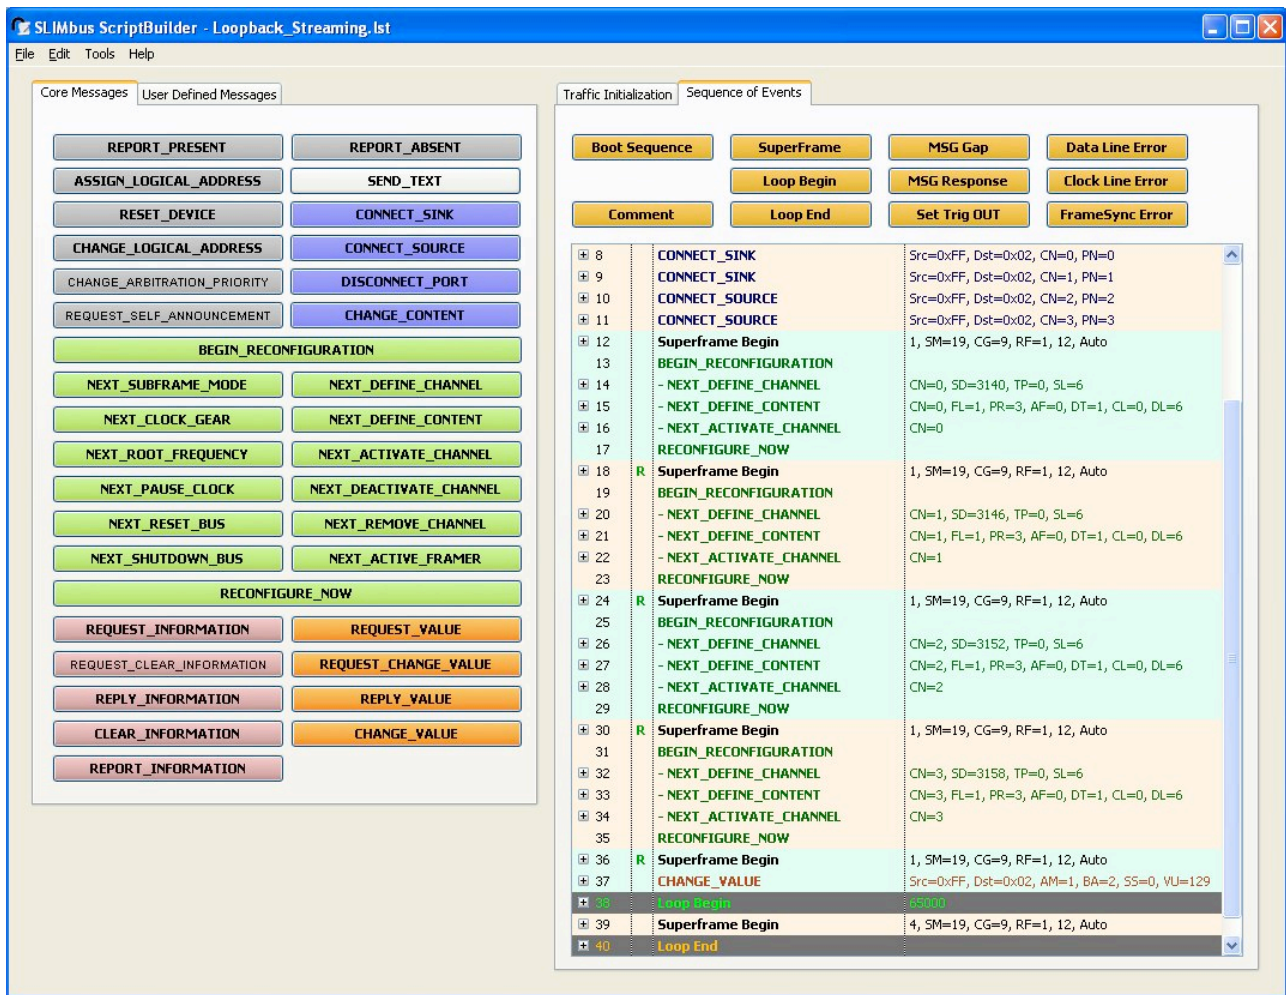 SLIMbus ScriptBuilder - Loopback_Streaming.lst
File Edit Tools Help
Core Messages User Defined Messages
REPORT_PRESENT REPORT_ABSENT
ASSIGN_LOGICAL_ADDRESS SEND_TEXT
RESET_DEVICE CONNECT_SINK
CHANGE_LOGICAL_ADDRESS CONNECT_SOURCE
CHANGE_ARBITRATION_PRIORITY DISCONNECT_PORT
REQUEST_SELF_ANNOUNCEMENT CHANGE_CONTENT
BEGIN_RECONFIGURATION
NEXT_SUBFRAME_MODE NEXT_DEFINE_CHANNEL
NEXT_CLOCK_GEAR NEXT_DEFINE_CONTENT
NEXT_ROOT_FREQUENCY NEXT_ACTIVATE_CHANNEL
NEXT_PAUSE_CLOCK NEXT_DEACTIVATE_CHANNEL
NEXT_RESET_BUS NEXT_REMOVE_CHANNEL
NEXT_SHUTDOWN_BUS NEXT_ACTIVE_FRAMER
RECONFIGURE_NOW
REQUEST_INFORMATION REQUEST_VALUE
REQUEST_CLEAR_INFORMATION REQUEST_CHANGE_VALUE
REPLY_INFORMATION REPLY_VALUE
CLEAR_INFORMATION CHANGE_VALUE
REPORT_INFORMATION
Traffic Initialization Sequence of Events
Boot Sequence SuperFrame MSG Gap Data Line Error
Loop Begin MSG Response Clock Line Error
Comment Loop End Set Trig OUT FrameSync Error
8 CONNECT_SINK Src=0xFF, Dst=0x02, CN=0, PN=0
9 CONNECT_SINK Src=0xFF, Dst=0x02, CN=1, PN=1
10 CONNECT_SOURCE Src=0xFF, Dst=0x02, CN=2, PN=2
11 CONNECT_SOURCE Src=0xFF, Dst=0x02, CN=3, PN=3
12 Superframe Begin 1, SM=19, CG=9, RF=1, 12, Auto
13 BEGIN_RECONFIGURATION
14 - NEXT_DEFINE_CHANNEL CN=0, SD=3140, TP=0, SL=6
15 - NEXT_DEFINE_CONTENT CN=0, FL=1, PR=3, AF=0, DT=1, CL=0, DL=6
16 - NEXT_ACTIVATE_CHANNEL CN=0
17 RECONFIGURE_NOW
18 R Superframe Begin 1, SM=19, CG=9, RF=1, 12, Auto
19 BEGIN_RECONFIGURATION
20 - NEXT_DEFINE_CHANNEL CN=1, SD=3146, TP=0, SL=6
21 - NEXT_DEFINE_CONTENT CN=1, FL=1, PR=3, AF=0, DT=1, CL=0, DL=6
22 - NEXT_ACTIVATE_CHANNEL CN=1
23 RECONFIGURE_NOW
24 R Superframe Begin 1, SM=19, CG=9, RF=1, 12, Auto
25 BEGIN_RECONFIGURATION
26 - NEXT_DEFINE_CHANNEL CN=2, SD=3152, TP=0, SL=6
27 - NEXT_DEFINE_CONTENT CN=2, FL=1, PR=3, AF=0, DT=1, CL=0, DL=6
28 - NEXT_ACTIVATE_CHANNEL CN=2
29 RECONFIGURE_NOW
30 R Superframe Begin 1, SM=19, CG=9, RF=1, 12, Auto
31 BEGIN_RECONFIGURATION
32 - NEXT_DEFINE_CHANNEL CN=3, SD=3158, TP=0, SL=6
33 - NEXT_DEFINE_CONTENT CN=3, FL=1, PR=3, AF=0, DT=1, CL=0, DL=6
34 - NEXT_ACTIVATE_CHANNEL CN=3
35 RECONFIGURE_NOW
36 R Superframe Begin 1, SM=19, CG=9, RF=1, 12, Auto
37 CHANGE_VALUE Src=0xFF, Dst=0x02, AM=1, BA=2, SS=0, VU=129
38 Loop Begin 65000
39 Superframe Begin 4, SM=19, CG=9, RF=1, 12, Auto
40 Loop End